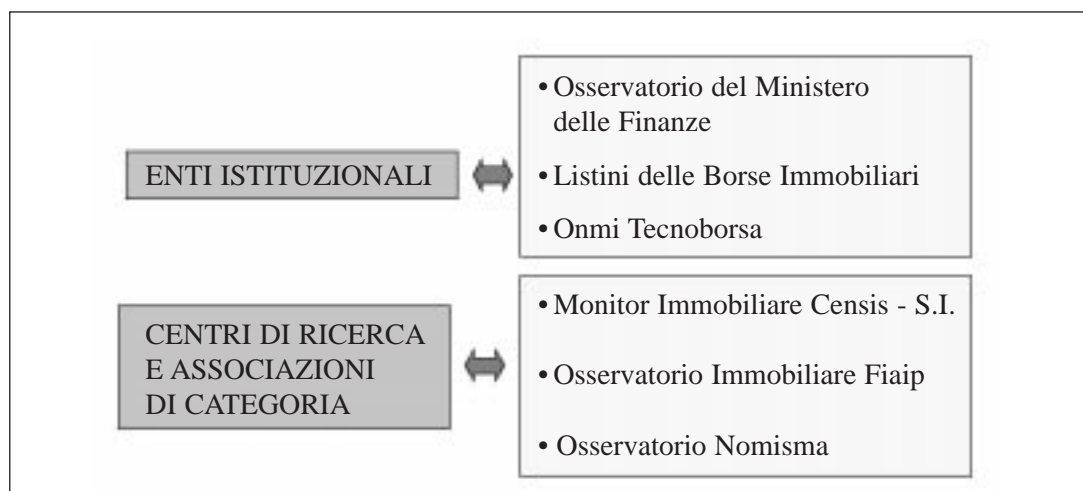 ENTI ISTITUZIONALI
• Osservatorio del Ministero
delle Finanze
• Listini delle Borse Immobiliari
• Onmi Tecnoborsa
CENTRI DI RICERCA
E ASSOCIAZIONI
DI CATEGORIA
• Monitor Immobiliare Censis - S.I.
• Osservatorio Immobiliare Fiaip
• Osservatorio Nomisma